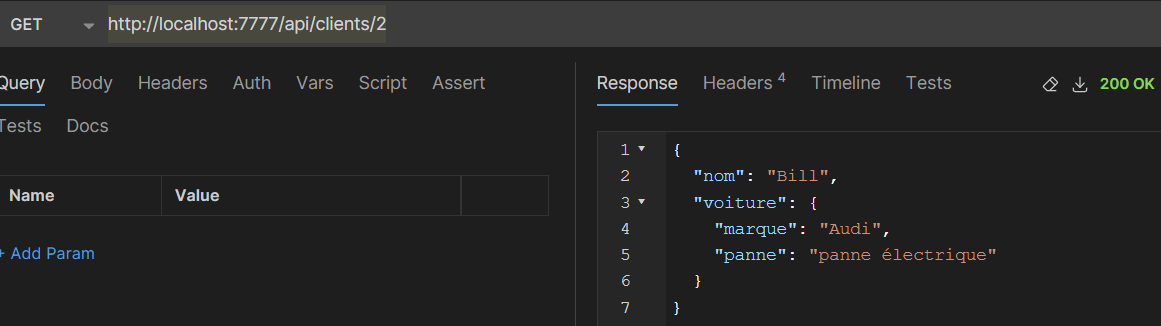 GET http://localhost:7777/api/clients/2
Query Body Headers Auth Vars Script Assert
Tests Docs
Name Value
+ Add Param
Response Headers 4 Timeline Tests 200 OK
1 {
2 "nom": "Bill",
3 "voiture": {
4 "marque": "Audi",
5 "panne": "panne électrique"
6 }
7 }